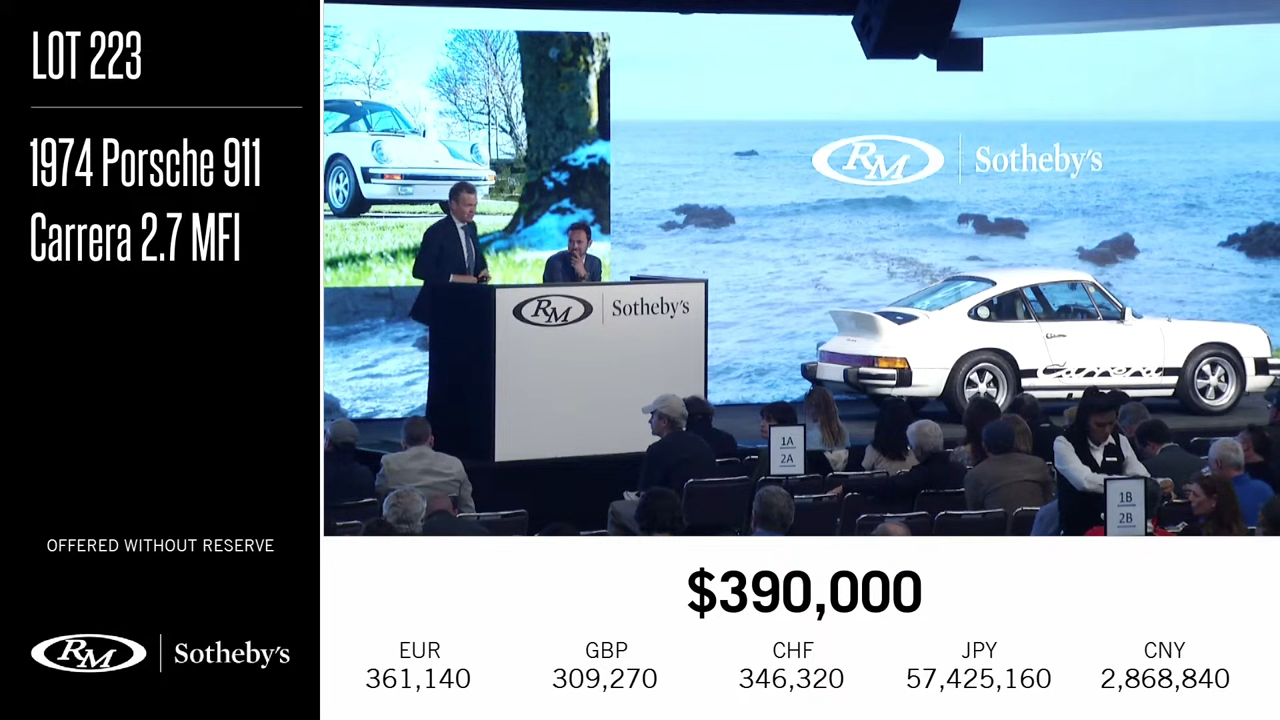 LOT 223
1974 Porsche 911
Carrera 2.7 MFI
OFFERED WITHOUT RESERVE
RM Sotheby's
RM Sotheby's
RM Sotheby's
Carrera
1A
2A
1B
2B
$390,000
EUR GBP CHF JPY CNY
361,140 309,270 346,320 57,425,160 2,868,840